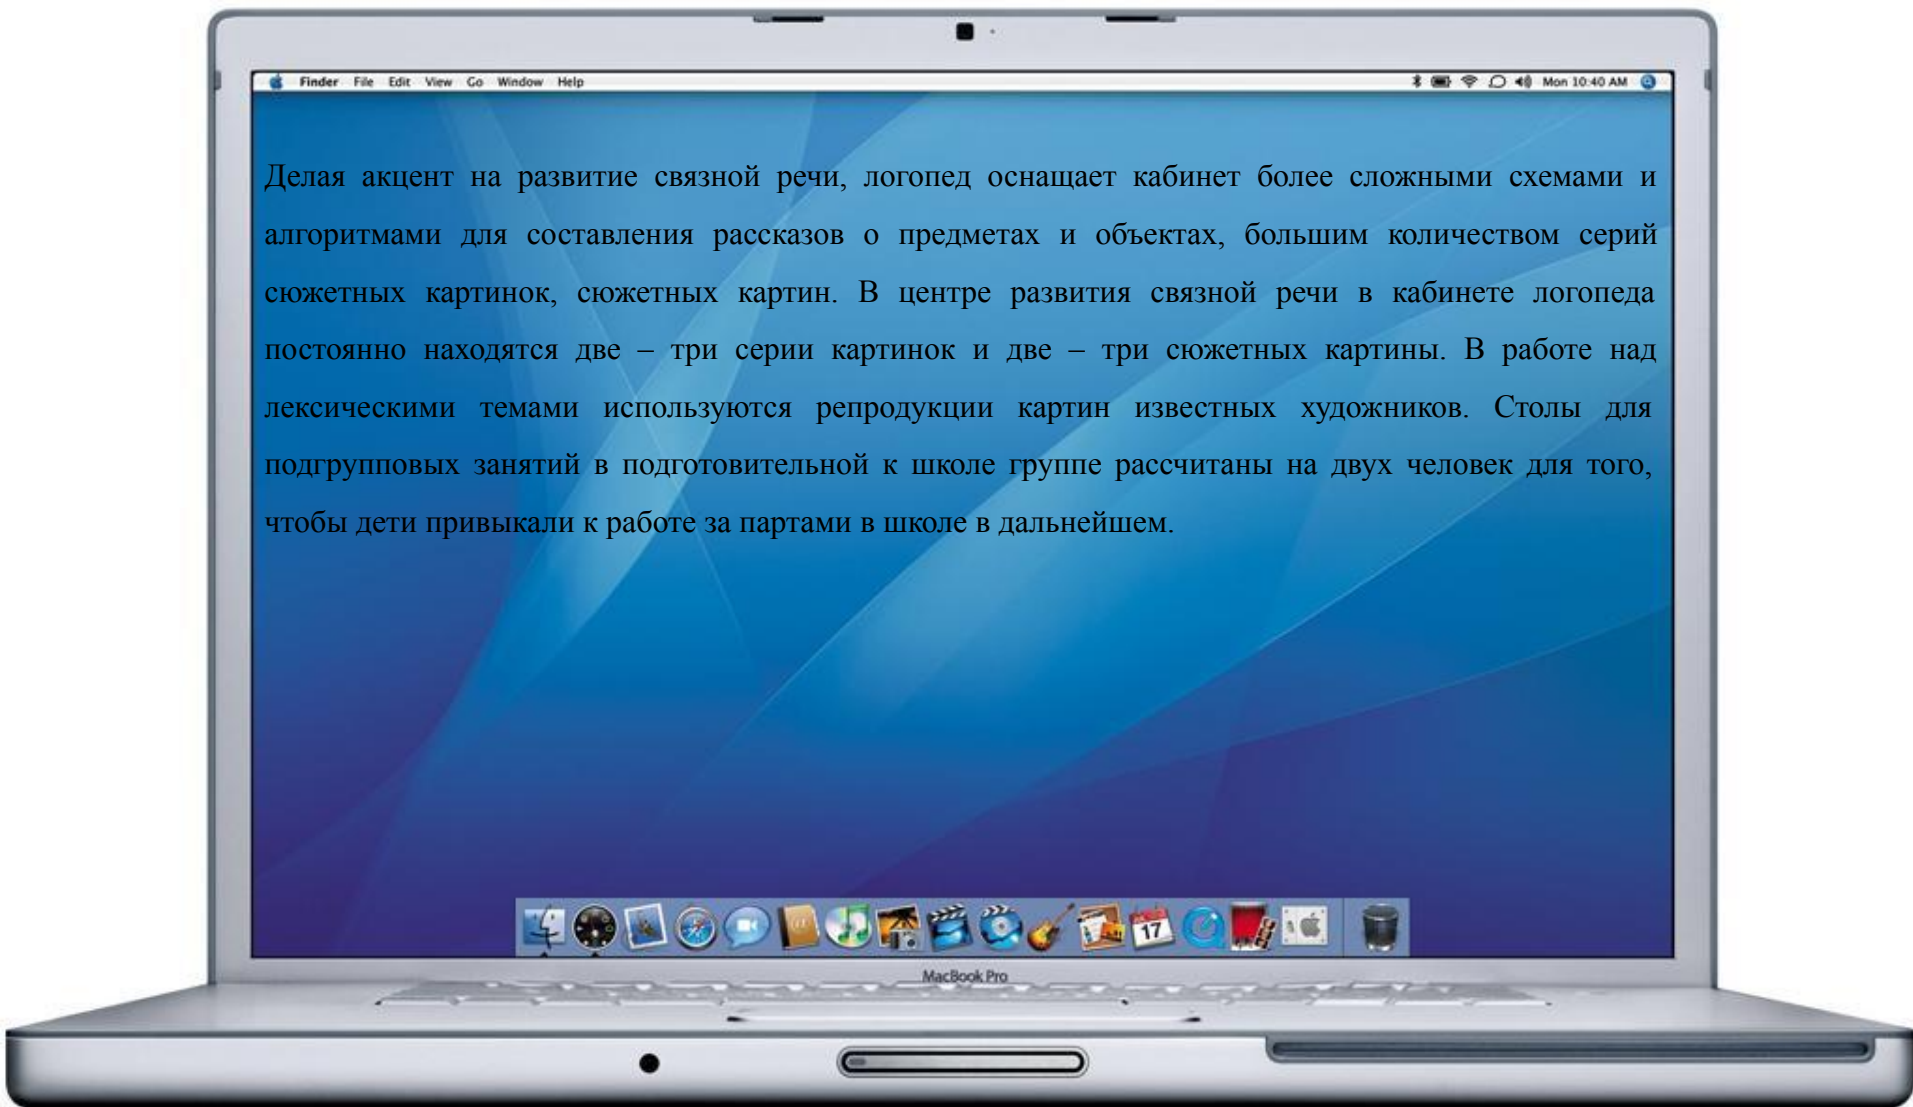 Finder File Edit View Go Window Help Mon 10:40 AM
Делая акцент на развитие связной речи, логопед оснащает кабинет более сложными схемами и
алгоритмами для составления рассказов о предметах и объектах, большим количеством серий
сюжетных картинок, сюжетных картин. В центре развития связной речи в кабинете логопеда
постоянно находятся две – три серии картинок и две – три сюжетных картины. В работе над
лексическими темами используются репродукции картин известных художников. Столы для
подгрупповых занятий в подготовительной к школе группе рассчитаны на двух человек для того,
чтобы дети привыкали к работе за партами в школе в дальнейшем.
17
MacBook Pro